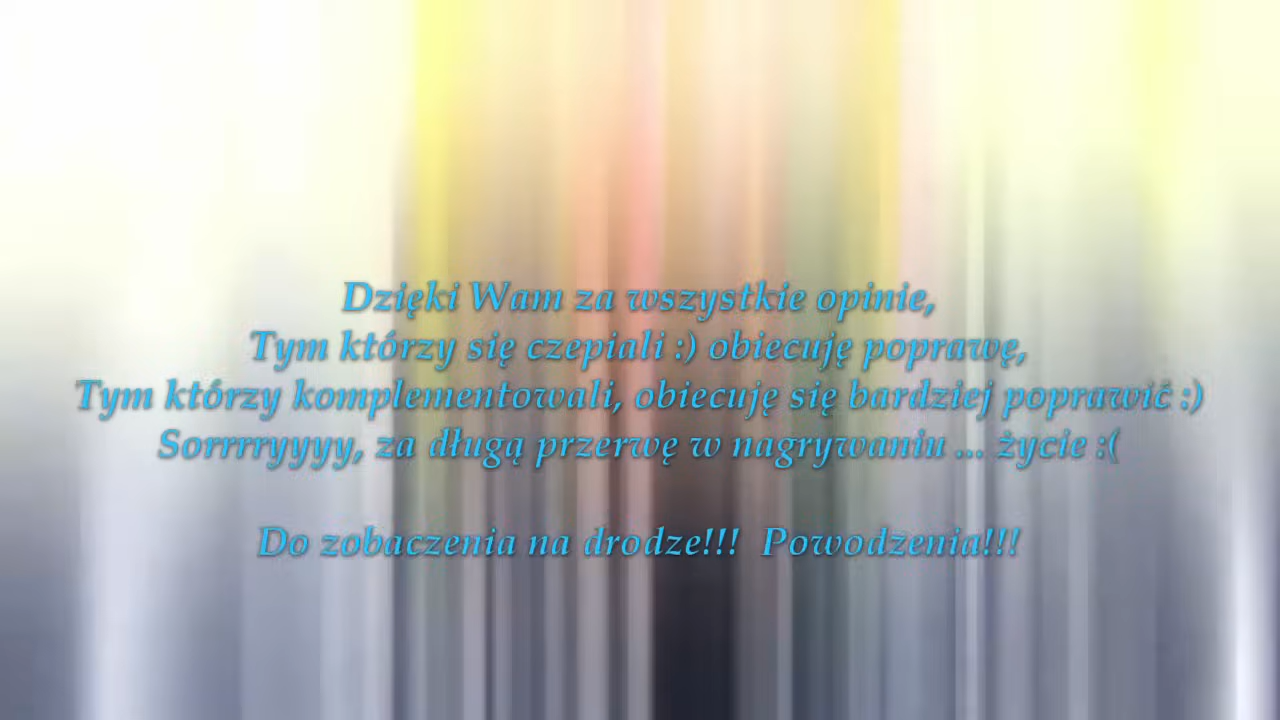 Dzięki Wam za wszystkie opinie,
Tym którzy się czepiali :) obiecuję poprawę,
Tym którzy komplementowali, obiecuję się bardziej poprawić :)
Sorrrryyyy, za długą przerwę w nagrywaniu ... życie :(
Do zobaczenia na drodze!!! Powodzenia!!!